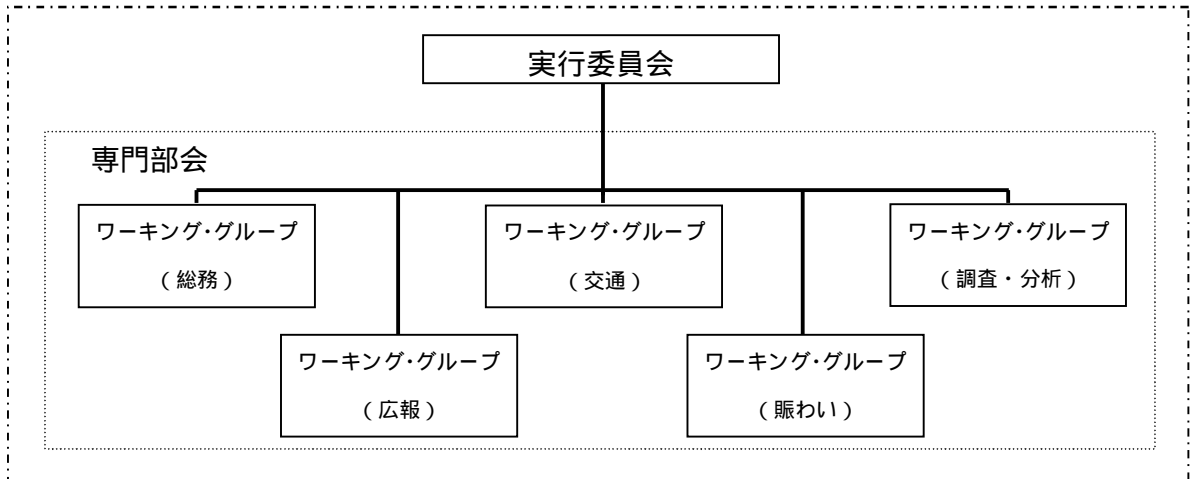 実行委員会
専門部会
ワーキング・グループ
(総務)
ワーキング・グループ
(交通)
ワーキング・グループ
(調査・分析)
ワーキング・グループ
(広報)
ワーキング・グループ
(賑わい)